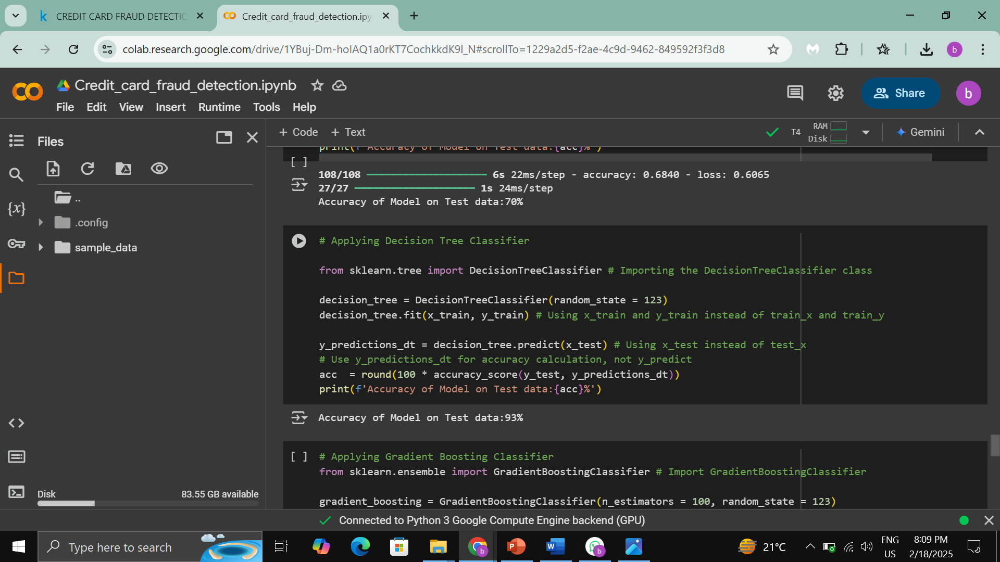 CREDIT CARD FRAUD DETECTIO
Credit_card_fraud_detection.ipy
colab.research.google.com/drive/1YBuj-Dm-hoIAQ1a0rKT7CochkkdK9l_N#scrollTo=1229a2d5-f2ae-4c9d-9462-849592f3f3d8
b
Credit_card_fraud_detection.ipynb
File Edit View Insert Runtime Tools Help
Share
b
Files
+ Code + Text
T4
RAM
Disk
Gemini
..
.config
sample_data
Disk 83.55 GB available
print(f'Accuracy of Model on Test data:{acc}%')
[ ]
108/108 6s 22ms/step - accuracy: 0.6840 - loss: 0.6065
27/27 1s 24ms/step
Accuracy of Model on Test data:70%
# Applying Decision Tree Classifier
from sklearn.tree import DecisionTreeClassifier # Importing the DecisionTreeClassifier class
decision_tree = DecisionTreeClassifier(random_state = 123)
decision_tree.fit(x_train, y_train) # Using x_train and y_train instead of train_x and train_y
y_predictions_dt = decision_tree.predict(x_test) # Using x_test instead of test_x
# Use y_predictions_dt for accuracy calculation, not y_predict
acc  = round(100 * accuracy_score(y_test, y_predictions_dt))
print(f'Accuracy of Model on Test data:{acc}%')
Accuracy of Model on Test data:93%
[ ] # Applying Gradient Boosting Classifier
from sklearn.ensemble import GradientBoostingClassifier # Import GradientBoostingClassifier
gradient_boosting = GradientBoostingClassifier(n_estimators = 100, random_state = 123)
Connected to Python 3 Google Compute Engine backend (GPU)
Type here to search
21°C
ENG
US
8:09 PM
2/18/2025